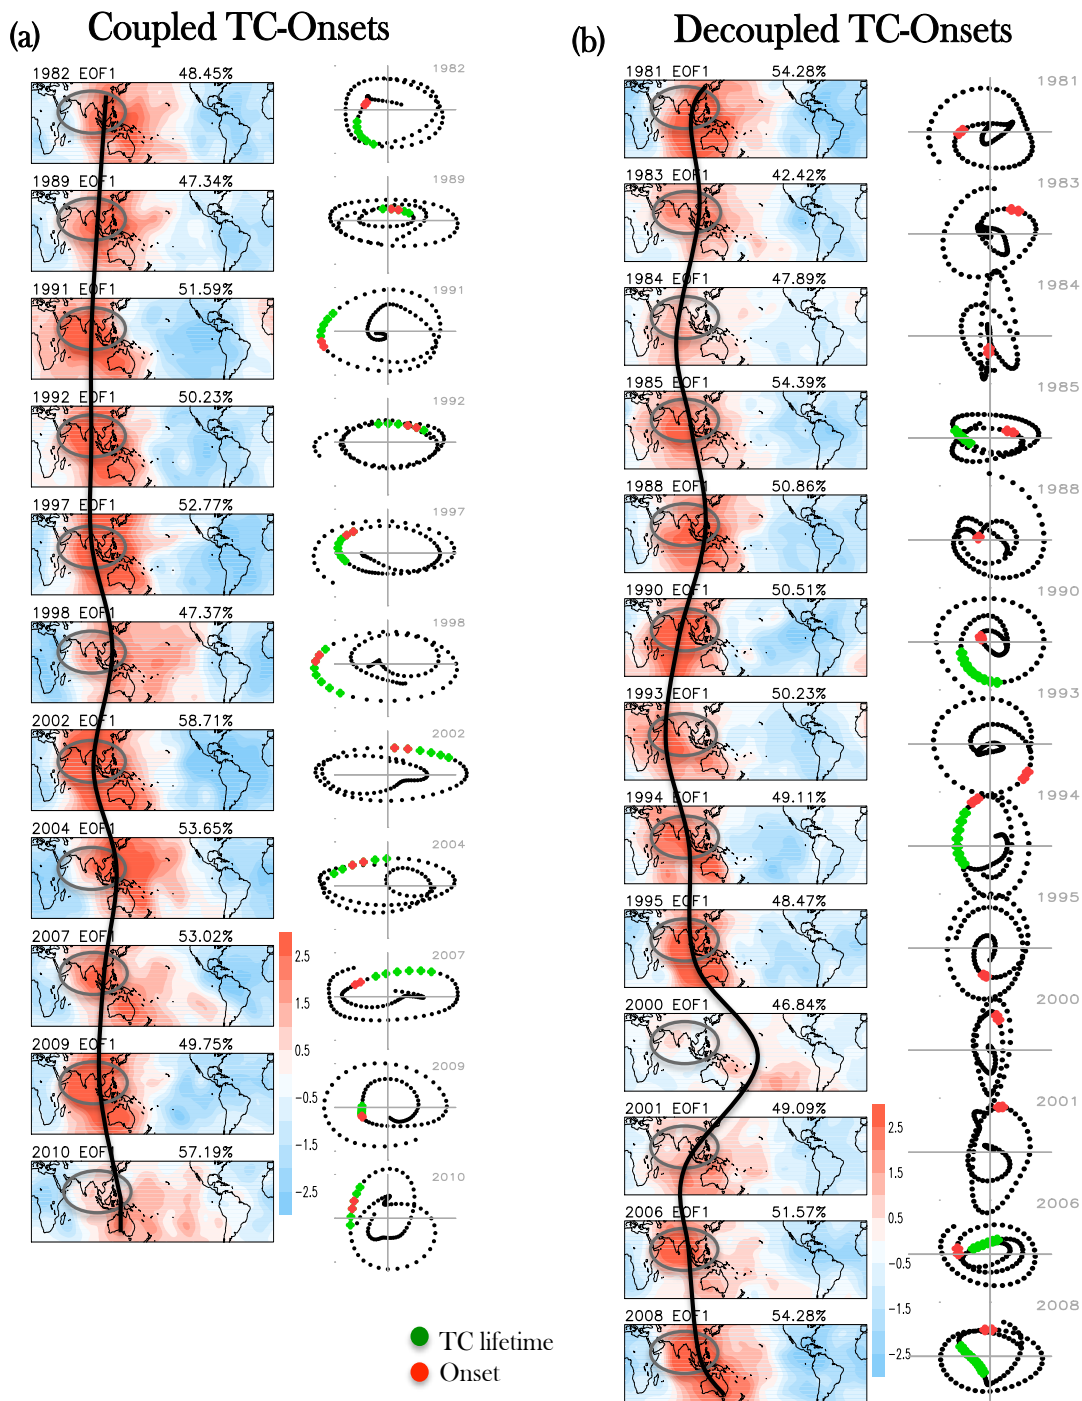 (a) Coupled TC-Onsets
1982 EOF1 48.45%
1982
1989 EOF1 47.34%
1989
1991 EOF1 51.59%
1991
1992 EOF1 50.23%
1992
1997 EOF1 52.77%
1997
1998 EOF1 47.37%
1998
2002 EOF1 58.71%
2002
2004 EOF1 53.65%
2004
2007 EOF1 53.02%
2007
2009 EOF1 49.75%
2009
2010 EOF1 57.19%
2010
2.5
1.5
0.5
-0.5
-1.5
-2.5
TC lifetime
Onset
(b) Decoupled TC-Onsets
1981 EOF1 54.28%
1981
1983 EOF1 42.42%
1983
1984 EOF1 47.89%
1984
1985 EOF1 54.39%
1985
1988 EOF1 50.86%
1988
1990 EOF1 50.51%
1990
1993 EOF1 50.23%
1993
1994 EOF1 49.11%
1994
1995 EOF1 48.47%
1995
2000 EOF1 46.84%
2000
2001 EOF1 49.09%
2001
2006 EOF1 51.57%
2006
2008 EOF1 54.28%
2008
2.5
1.5
0.5
-0.5
-1.5
-2.5